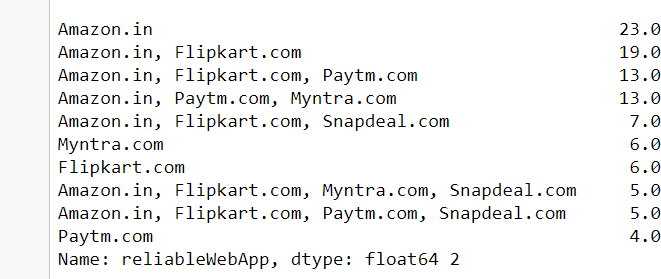 Amazon.in 23.0
Amazon.in, Flipkart.com 19.0
Amazon.in, Flipkart.com, Paytm.com 13.0
Amazon.in, Paytm.com, Myntra.com 13.0
Amazon.in, Flipkart.com, Snapdeal.com 7.0
Myntra.com 6.0
Flipkart.com 6.0
Amazon.in, Flipkart.com, Myntra.com, Snapdeal.com 5.0
Amazon.in, Flipkart.com, Paytm.com, Snapdeal.com 5.0
Paytm.com 4.0
Name: reliableWebApp, dtype: float64 2